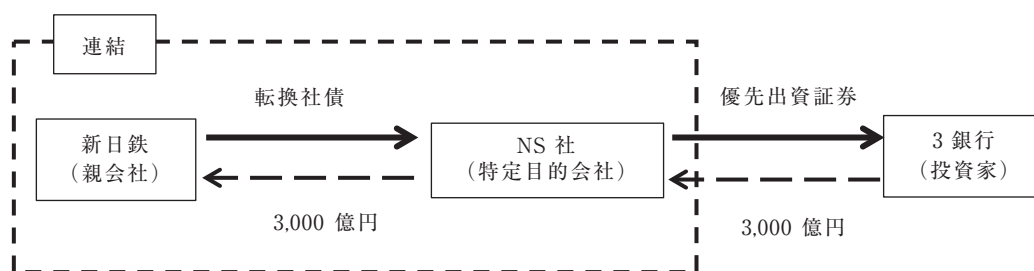 連結
転換社債
優先出資証券
新日鉄
（親会社）
NS 社
（特定目的会社）
3 銀行
（投資家）
3,000 億円
3,000 億円